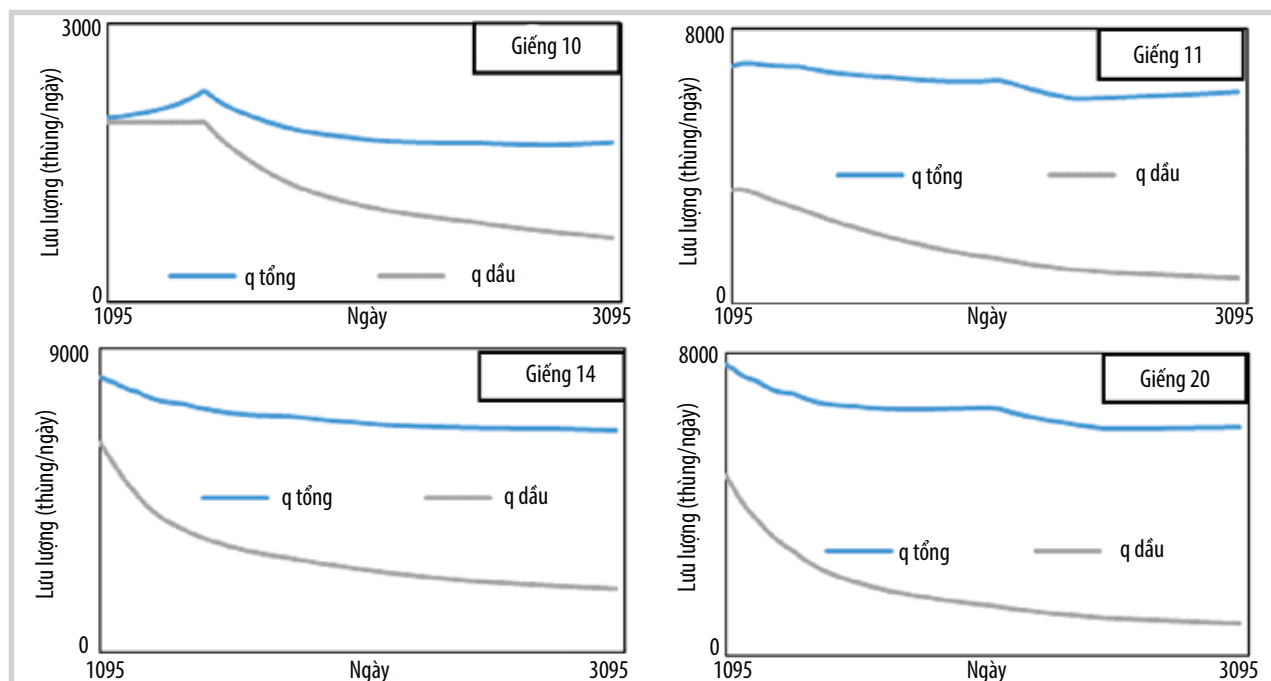 3000
Giếng 10
Lưu lượng (thùng/ngày)
q tổng
q dầu
0
1095
Ngày
3095
8000
Giếng 11
Lưu lượng (thùng/ngày)
q tổng
q dầu
0
1095
Ngày
3095
9000
Giếng 14
Lưu lượng (thùng/ngày)
q tổng
q dầu
0
1095
Ngày
3095
8000
Giếng 20
Lưu lượng (thùng/ngày)
q tổng
q dầu
0
1095
Ngày
3095